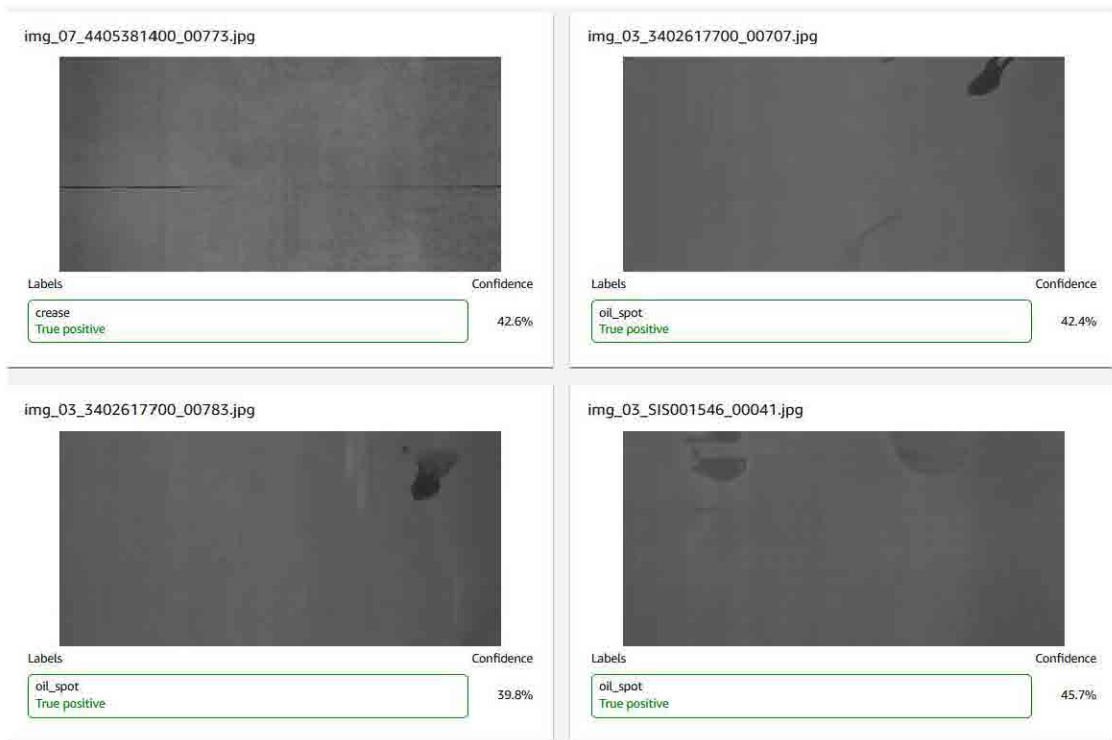 img_07_4405381400_00773.jpg
Labels Confidence
crease
True positive
42.6%
img_03_3402617700_00707.jpg
Labels Confidence
oil_spot
True positive
42.4%
img_03_3402617700_00783.jpg
Labels Confidence
oil_spot
True positive
39.8%
img_03_SIS001546_00041.jpg
Labels Confidence
oil_spot
True positive
45.7%